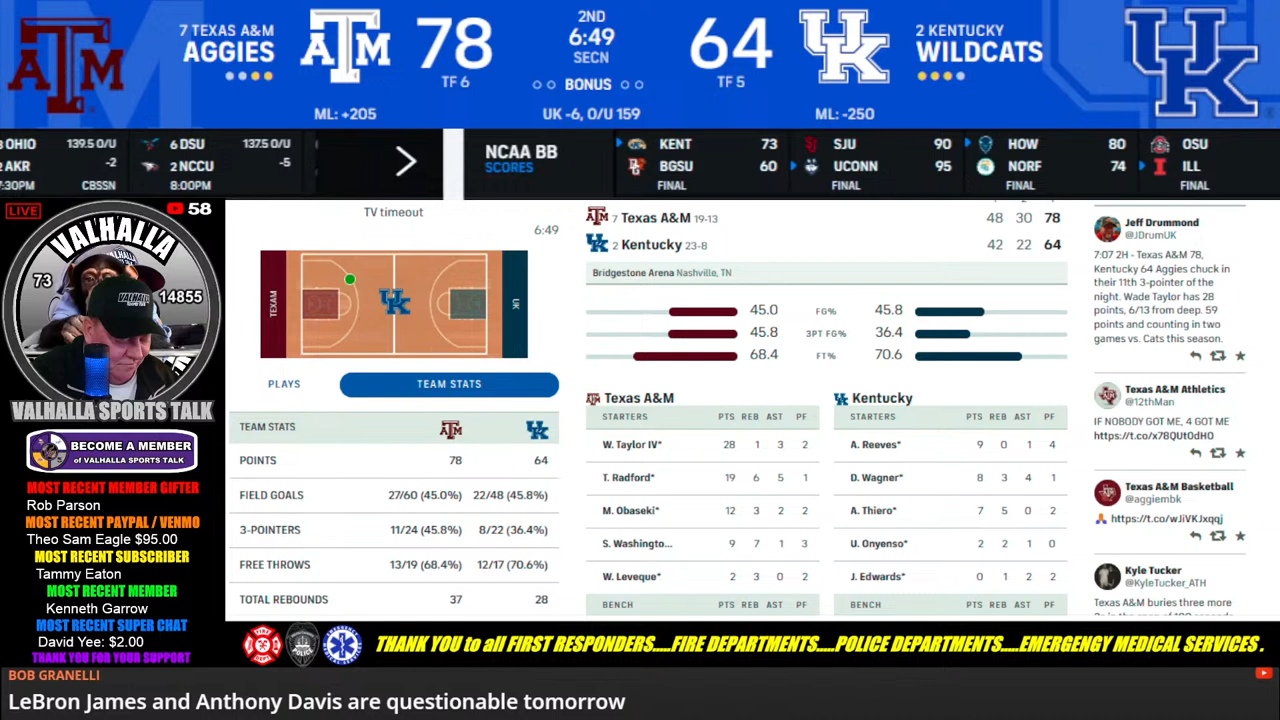 7 TEXAS A&M
AGGIES
78
TF 6
ML: +205
2ND
6:49
SECN
BONUS
UK -6, O/U 159
64
TF 5
ML: -250
2 KENTUCKY
WILDCATS
OHIO 139.5 O/U
2 AKR -2
7:30PM CBSSN
6 DSU 137.5 O/U
2 NCCU -5
8:00PM
NCAA BB
SCORES
KENT 73
BGSU 60
FINAL
SJU 90
UCONN 95
FINAL
HOW 80
NORF 74
FINAL
OSU
ILL
FINAL
LIVE
58
VALHALLA
73
14855
VALHALLA
VALHALLA SPORTS TALK
BECOME A MEMBER
of VALHALLA SPORTS TALK
MOST RECENT MEMBER GIFTER
Rob Parson
MOST RECENT PAYPAL / VENMO
Theo Sam Eagle $95.00
MOST RECENT SUBSCRIBER
Tammy Eaton
MOST RECENT MEMBER
Kenneth Garrow
MOST RECENT SUPER CHAT
David Yee: $2.00
THANK YOU FOR YOUR SUPPORT
TV timeout
6:49
TEXAM
UK
PLAYS
TEAM STATS
TEAM STATS
POINTS 78 64
FIELD GOALS 27/60 (45.0%) 22/48 (45.8%)
3-POINTERS 11/24 (45.8%) 8/22 (36.4%)
FREE THROWS 13/19 (68.4%) 12/17 (70.6%)
TOTAL REBOUNDS 37 28
7 Texas A&M 19-13 48 30 78
2 Kentucky 23-8 42 22 64
Bridgestone Arena Nashville, TN
45.0 FG% 45.8
45.8 3PT FG% 36.4
68.4 FT% 70.6
Texas A&M
STARTERS PTS REB AST PF
W. Taylor IV* 28 1 3 2
T. Radford* 19 6 5 1
M. Obaseki* 12 3 2 2
S. Washingto... 9 7 1 3
W. Leveque* 2 3 0 2
BENCH PTS REB AST PF
Kentucky
STARTERS PTS REB AST PF
A. Reeves* 9 0 1 4
D. Wagner* 8 3 4 1
A. Thiero* 7 5 0 2
U. Onyenso* 2 2 1 0
J. Edwards* 0 1 2 2
BENCH PTS REB AST PF
Jeff Drummond
@JDrumUK
7:07 2H - Texas A&M 78,
Kentucky 64 Aggies chuck in
their 11th 3-pointer of the
night. Wade Taylor has 28
points, 6/13 from deep. 59
points and counting in two
games vs. Cats this season.
Texas A&M Athletics
@12thMan
IF NOBODY GOT ME, 4 GOT ME
https://t.co/x78QUt0dHO
Texas A&M Basketball
@aggiembk
https://t.co/wJiVKJxqqj
Kyle Tucker
@KyleTucker_ATH
Texas A&M buries three more
THANK YOU to all FIRST RESPONDERS.....FIRE DEPARTMENTS.....POLICE DEPARTMENTS.....EMERGENCY MEDICAL SERVICES .
BOB GRANELLI
LeBron James and Anthony Davis are questionable tomorrow